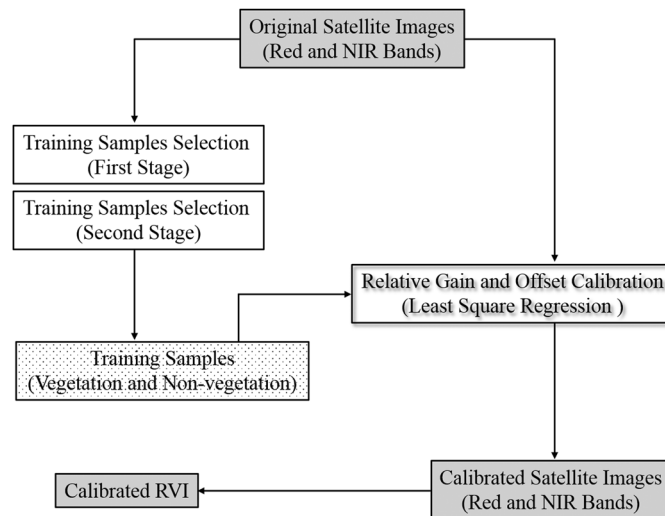 Original Satellite Images
(Red and NIR Bands)
Training Samples Selection
(First Stage)
Training Samples Selection
(Second Stage)
Relative Gain and Offset Calibration
(Least Square Regression )
Training Samples
(Vegetation and Non-vegetation)
Calibrated RVI
Calibrated Satellite Images
(Red and NIR Bands)